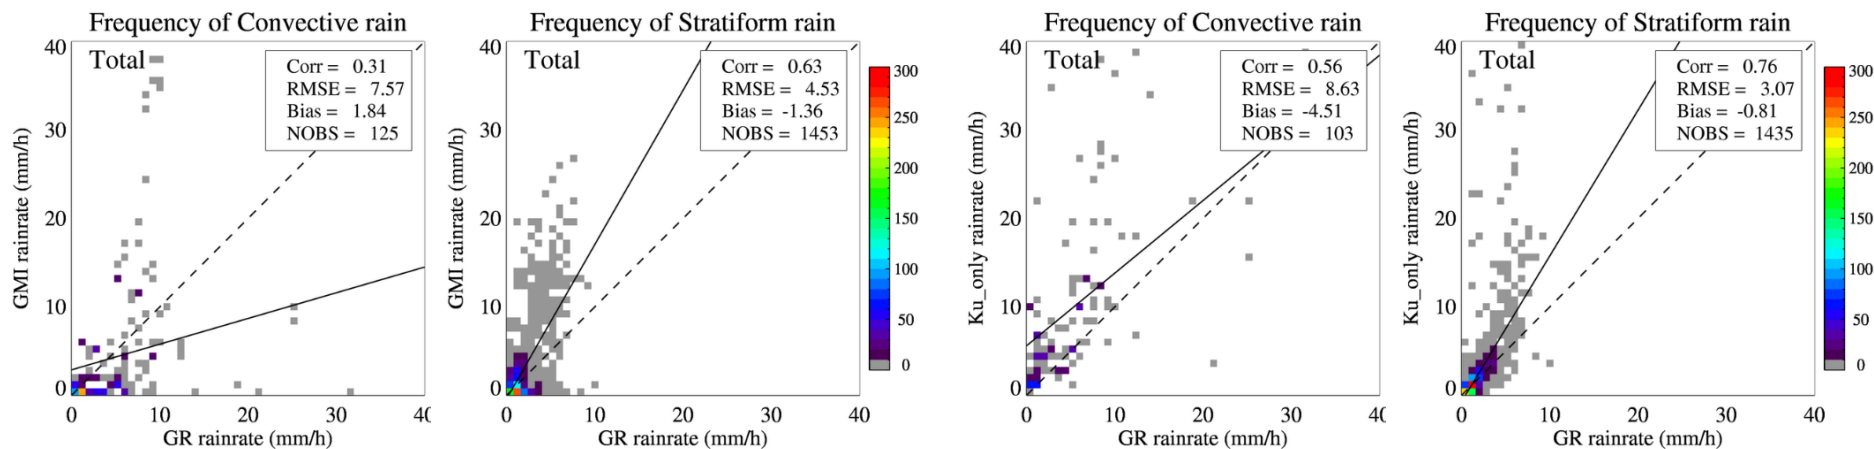 Frequency of Convective rain
Total
Corr = 0.31
RMSE = 7.57
Bias = 1.84
NOBS = 125
40
30
20
10
0
GMI rainrate (mm/h)
0 10 20 30 40
GR rainrate (mm/h)
Frequency of Stratiform rain
Total
Corr = 0.63
RMSE = 4.53
Bias = -1.36
NOBS = 1453
40
30
20
10
0
GMI rainrate (mm/h)
0 10 20 30 40
GR rainrate (mm/h)
300
250
200
150
100
50
0
Frequency of Convective rain
Total
Corr = 0.56
RMSE = 8.63
Bias = -4.51
NOBS = 103
40
30
20
10
0
Ku_only rainrate (mm/h)
0 10 20 30 40
GR rainrate (mm/h)
Frequency of Stratiform rain
Total
Corr = 0.76
RMSE = 3.07
Bias = -0.81
NOBS = 1435
40
30
20
10
0
Ku_only rainrate (mm/h)
0 10 20 30 40
GR rainrate (mm/h)
300
250
200
150
100
50
0